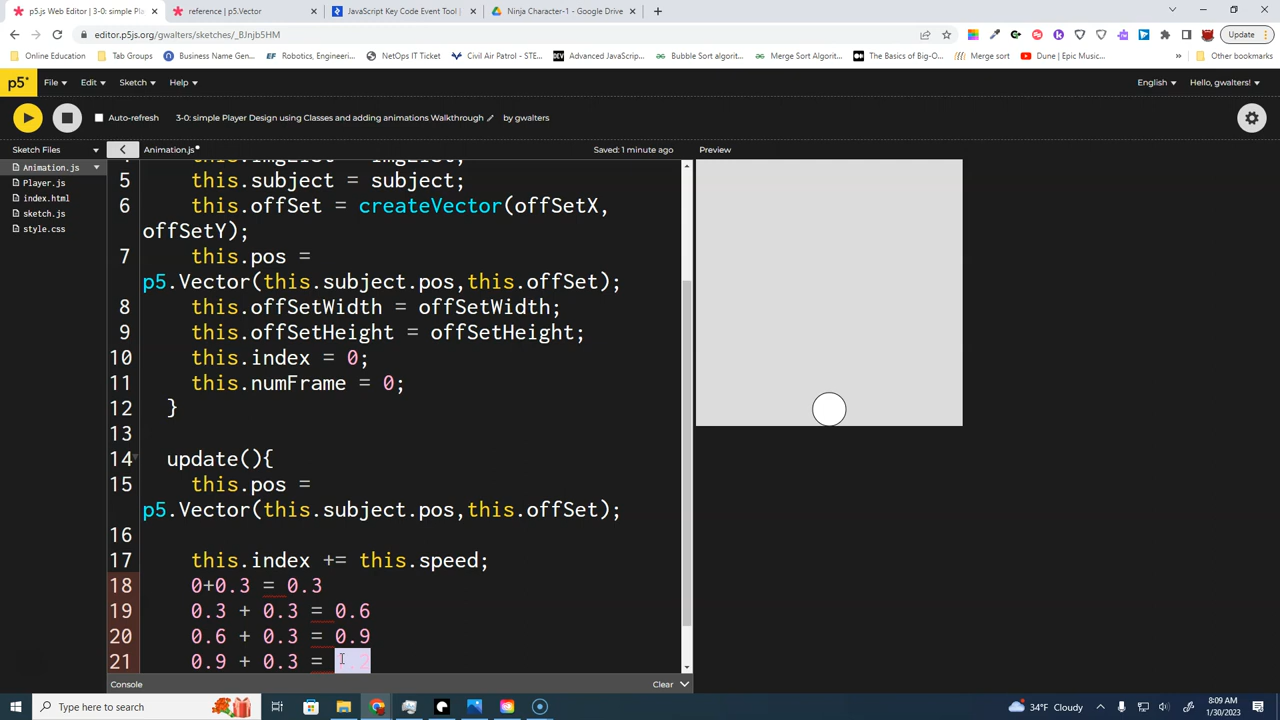 p5.js Web Editor | 3-0: simple Pla
reference | p5.Vector
JavaScript Key Code Event Tool |
Ninja Character-1 - Google Drive
editor.p5js.org/gwalters/sketches/_BJnjb5HM
Update
Online Education
Tab Groups
Business Name Gen...
Robotics, Engineeri...
NetOps IT Ticket
Civil Air Patrol - STE...
Advanced JavaScript...
Bubble Sort Algorit...
Merge Sort Algorith...
The Basics of Big-O...
Merge sort
Dune | Epic Music...
»
Other bookmarks
p5*
File
Edit
Sketch
Help
English
Hello, gwalters!
Auto-refresh
3-0: simple Player Design using Classes and adding animations Walkthrough
by gwalters
Sketch Files
Animation.js
Saved: 1 minute ago
Preview
Animation.js
Player.js
index.html
sketch.js
style.css
5 this.subject = subject;
6 this.offSet = createVector(offSetX,
offSetY);
7 this.pos =
p5.Vector(this.subject.pos,this.offSet);
8 this.offSetWidth = offSetWidth;
9 this.offSetHeight = offSetHeight;
10 this.index = 0;
11 this.numFrame = 0;
12 }
13
14 update(){
15 this.pos =
p5.Vector(this.subject.pos,this.offSet);
16
17 this.index += this.speed;
18 0+0.3 = 0.3
19 0.3 + 0.3 = 0.6
20 0.6 + 0.3 = 0.9
21 0.9 + 0.3 = 1.2
Console
Clear
Type here to search
34°F Cloudy
8:09 AM
1/30/2023